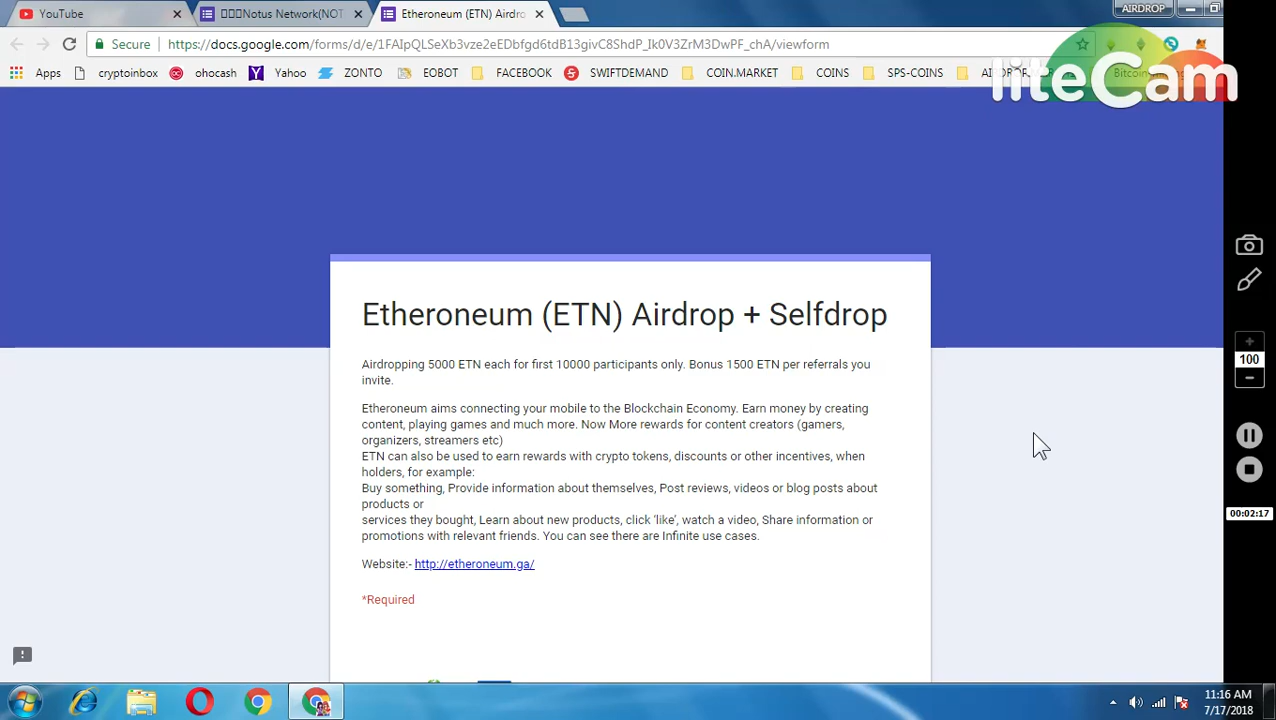 YouTube
Notus Network(NOT
Etheroneum (ETN) Airdro
AIRDROP
Secure
https://docs.google.com/forms/d/e/1FAIpQLSeXb3vze2eEDbfgd6tdB13givC8ShdP_Ik0V3ZrM3DwPF_chA/viewform
Apps
cryptoinbox
ohocash
Yahoo
ZONTO
EOBOT
FACEBOOK
SWIFTDEMAND
COIN.MARKET
COINS
SPS-COINS
liteCam
Etheroneum (ETN) Airdrop + Selfdrop
Airdropping 5000 ETN each for first 10000 participants only. Bonus 1500 ETN per referrals you
invite.
Etheroneum aims connecting your mobile to the Blockchain Economy. Earn money by creating
content, playing games and much more. Now More rewards for content creators (gamers,
organizers, streamers etc)
ETN can also be used to earn rewards with crypto tokens, discounts or other incentives, when
holders, for example:
Buy something, Provide information about themselves, Post reviews, videos or blog posts about
products or
services they bought, Learn about new products, click ‘like’, watch a video, Share information or
promotions with relevant friends. You can see there are Infinite use cases.
Website:- http://etheroneum.ga/
*Required
100
00:02:17
11:16 AM
7/17/2018